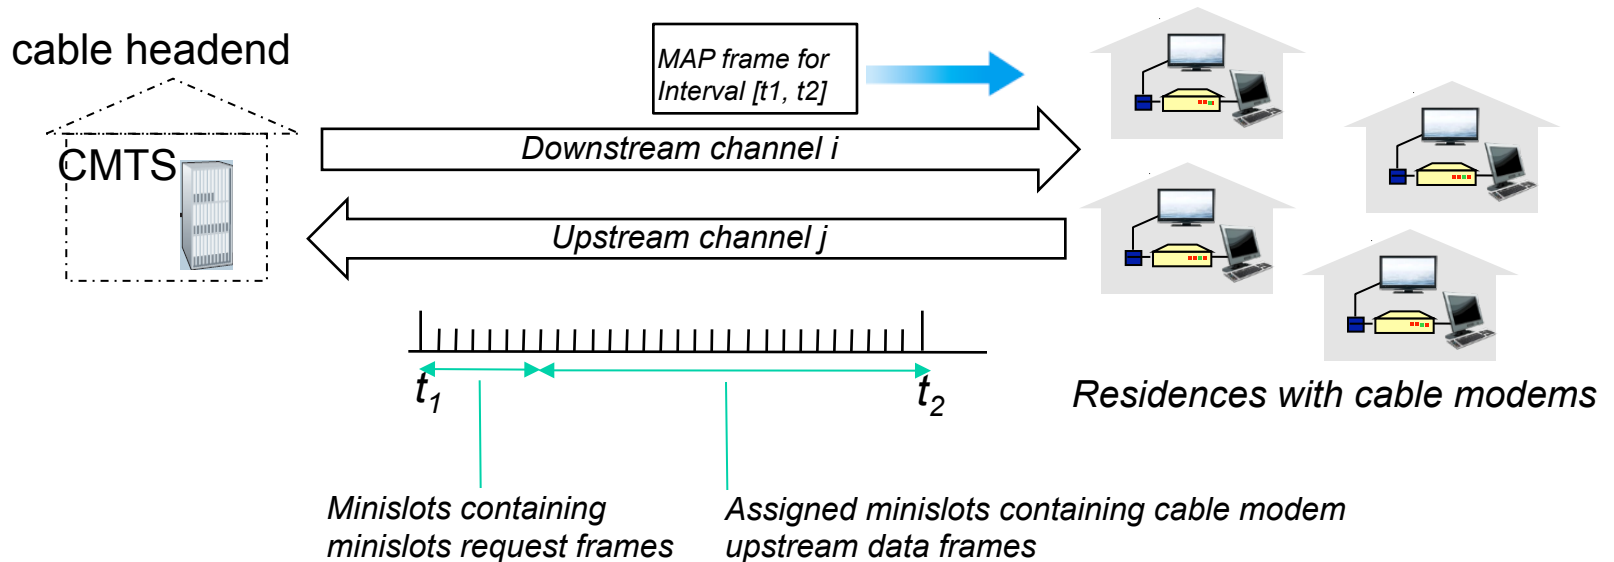 cable headend
MAP frame for
Interval [t1, t2]
CMTS
Downstream channel i
Upstream channel j
t1
t2
Residences with cable modems
Minislots containing
minislots request frames
Assigned minislots containing cable modem
upstream data frames